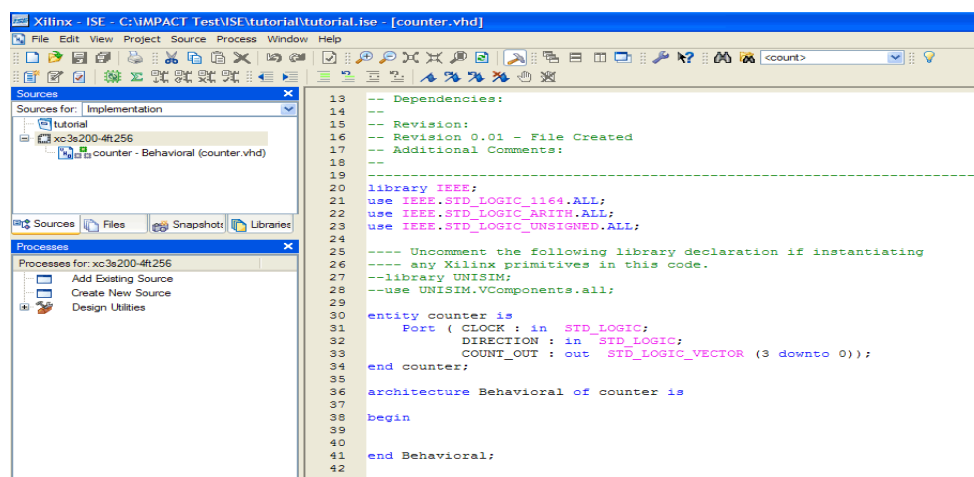 Xilinx - ISE - C:\iMPACT Test\ISE\tutorial\tutorial.ise - [counter.vhd]
File Edit View Project Source Process Window Help
<count>
Sources
Sources for: Implementation
tutorial
xc3s200-4ft256
counter - Behavioral (counter.vhd)
Sources Files Snapshots Libraries
Processes
Processes for: xc3s200-4ft256
Add Existing Source
Create New Source
Design Utilities
13 -- Dependencies:
14 --
15 -- Revision:
16 -- Revision 0.01 - File Created
17 -- Additional Comments:
18 --
19 ----------------------------------------------------------------------------------
20 library IEEE;
21 use IEEE.STD_LOGIC_1164.ALL;
22 use IEEE.STD_LOGIC_ARITH.ALL;
23 use IEEE.STD_LOGIC_UNSIGNED.ALL;
24
25 ---- Uncomment the following library declaration if instantiating
26 ---- any Xilinx primitives in this code.
27 --library UNISIM;
28 --use UNISIM.VComponents.all;
29
30 entity counter is
31 Port ( CLOCK : in STD_LOGIC;
32 DIRECTION : in STD_LOGIC;
33 COUNT_OUT : out STD_LOGIC_VECTOR (3 downto 0));
34 end counter;
35
36 architecture Behavioral of counter is
37
38 begin
39
40
41 end Behavioral;
42